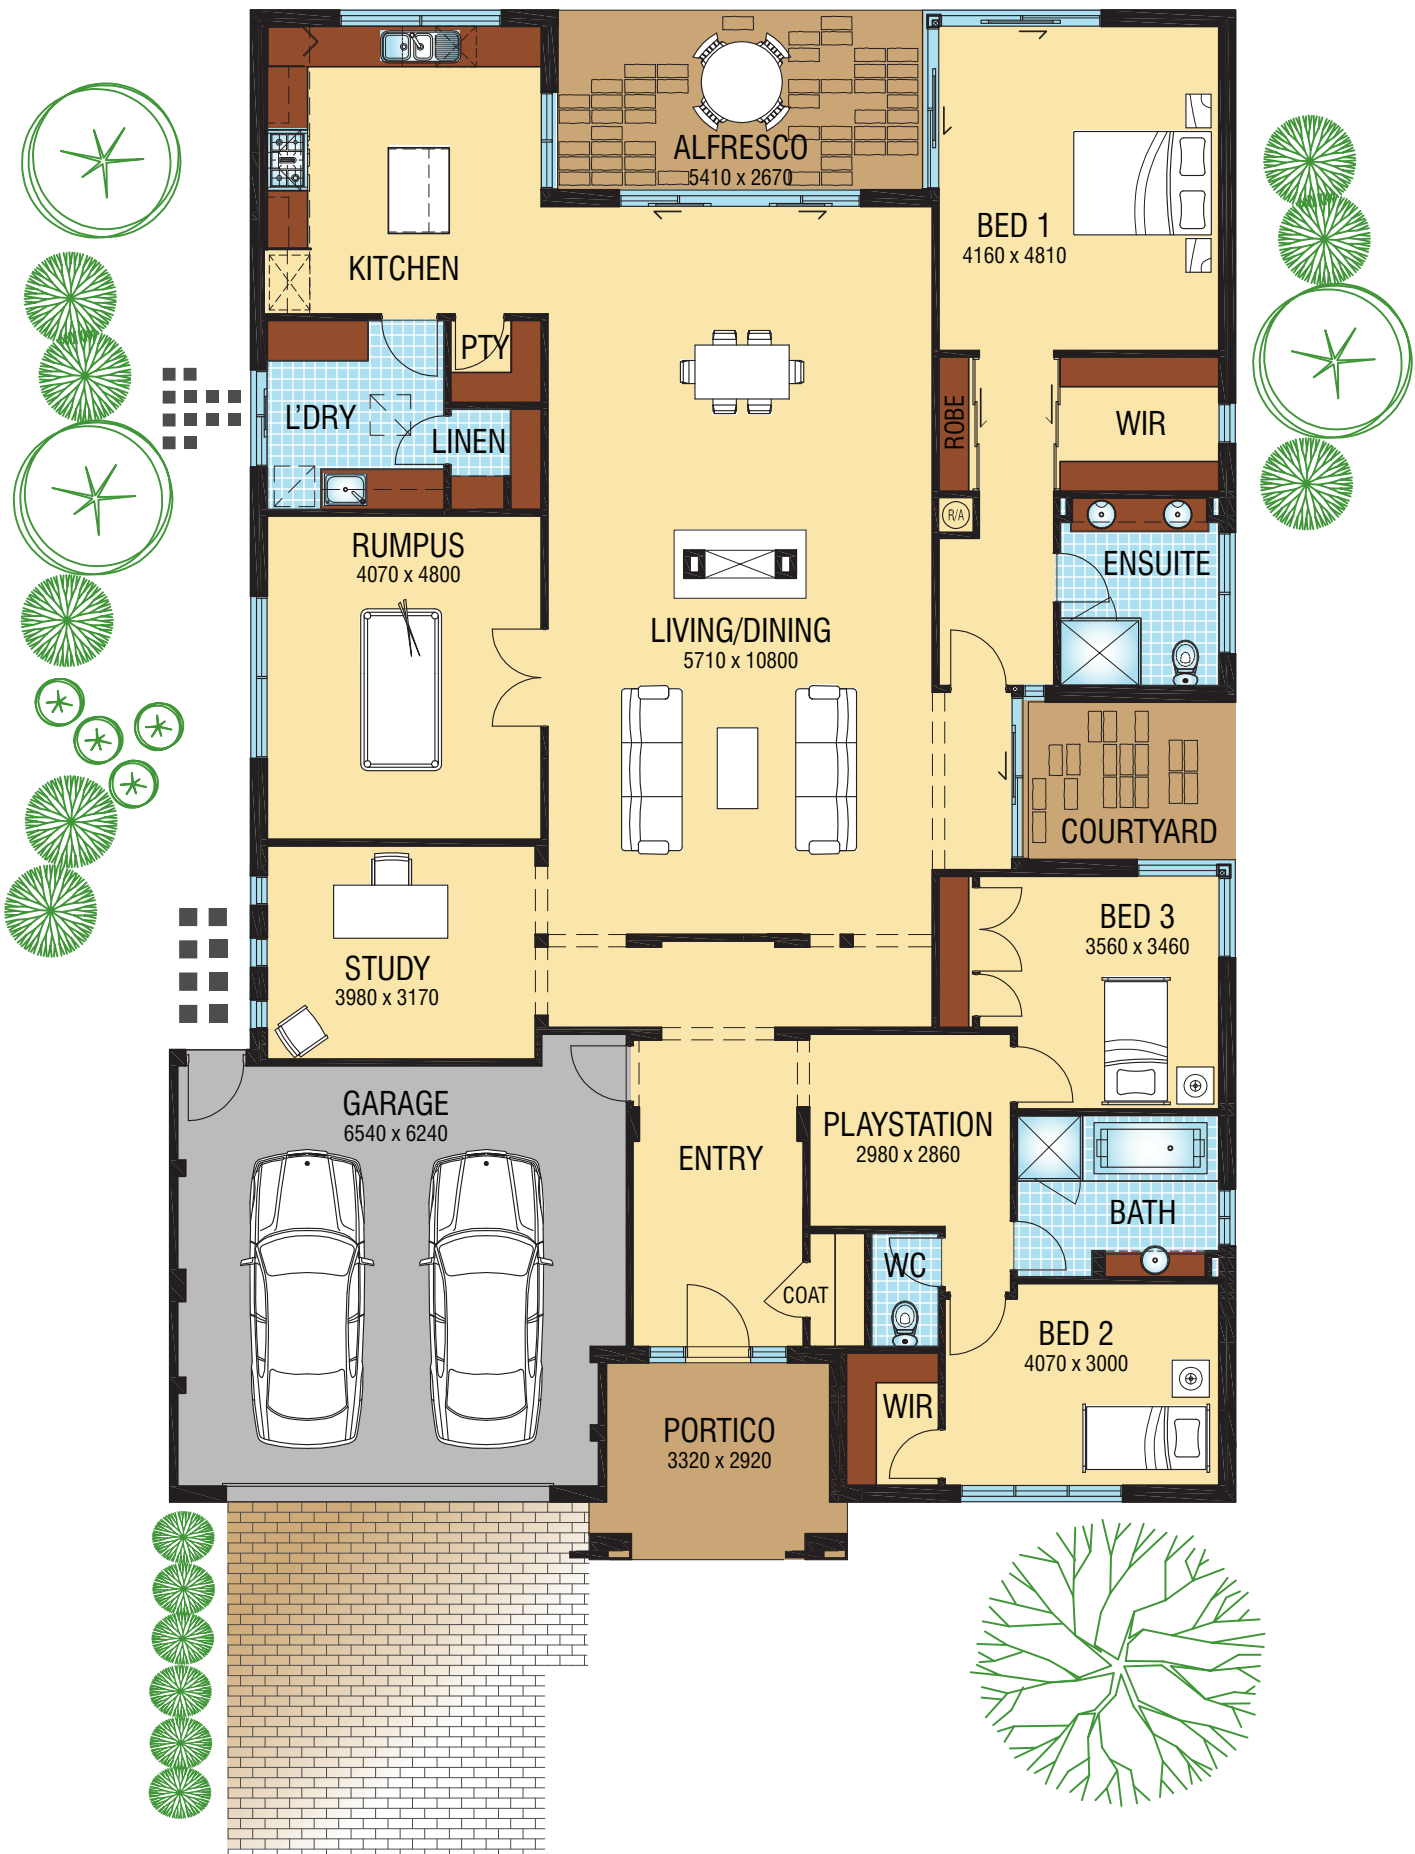 ALFRESCO
5410 x 2670
BED 1
4160 x 4810
KITCHEN
PTY
L'DRY
LINEN
ROBE
WIR
R/A
ENSUITE
RUMPUS
4070 x 4800
LIVING/DINING
5710 x 10800
COURTYARD
BED 3
3560 x 3460
STUDY
3980 x 3170
GARAGE
6540 x 6240
ENTRY
PLAYSTATION
2980 x 2860
BATH
WC
COAT
BED 2
4070 x 3000
WIR
PORTICO
3320 x 2920